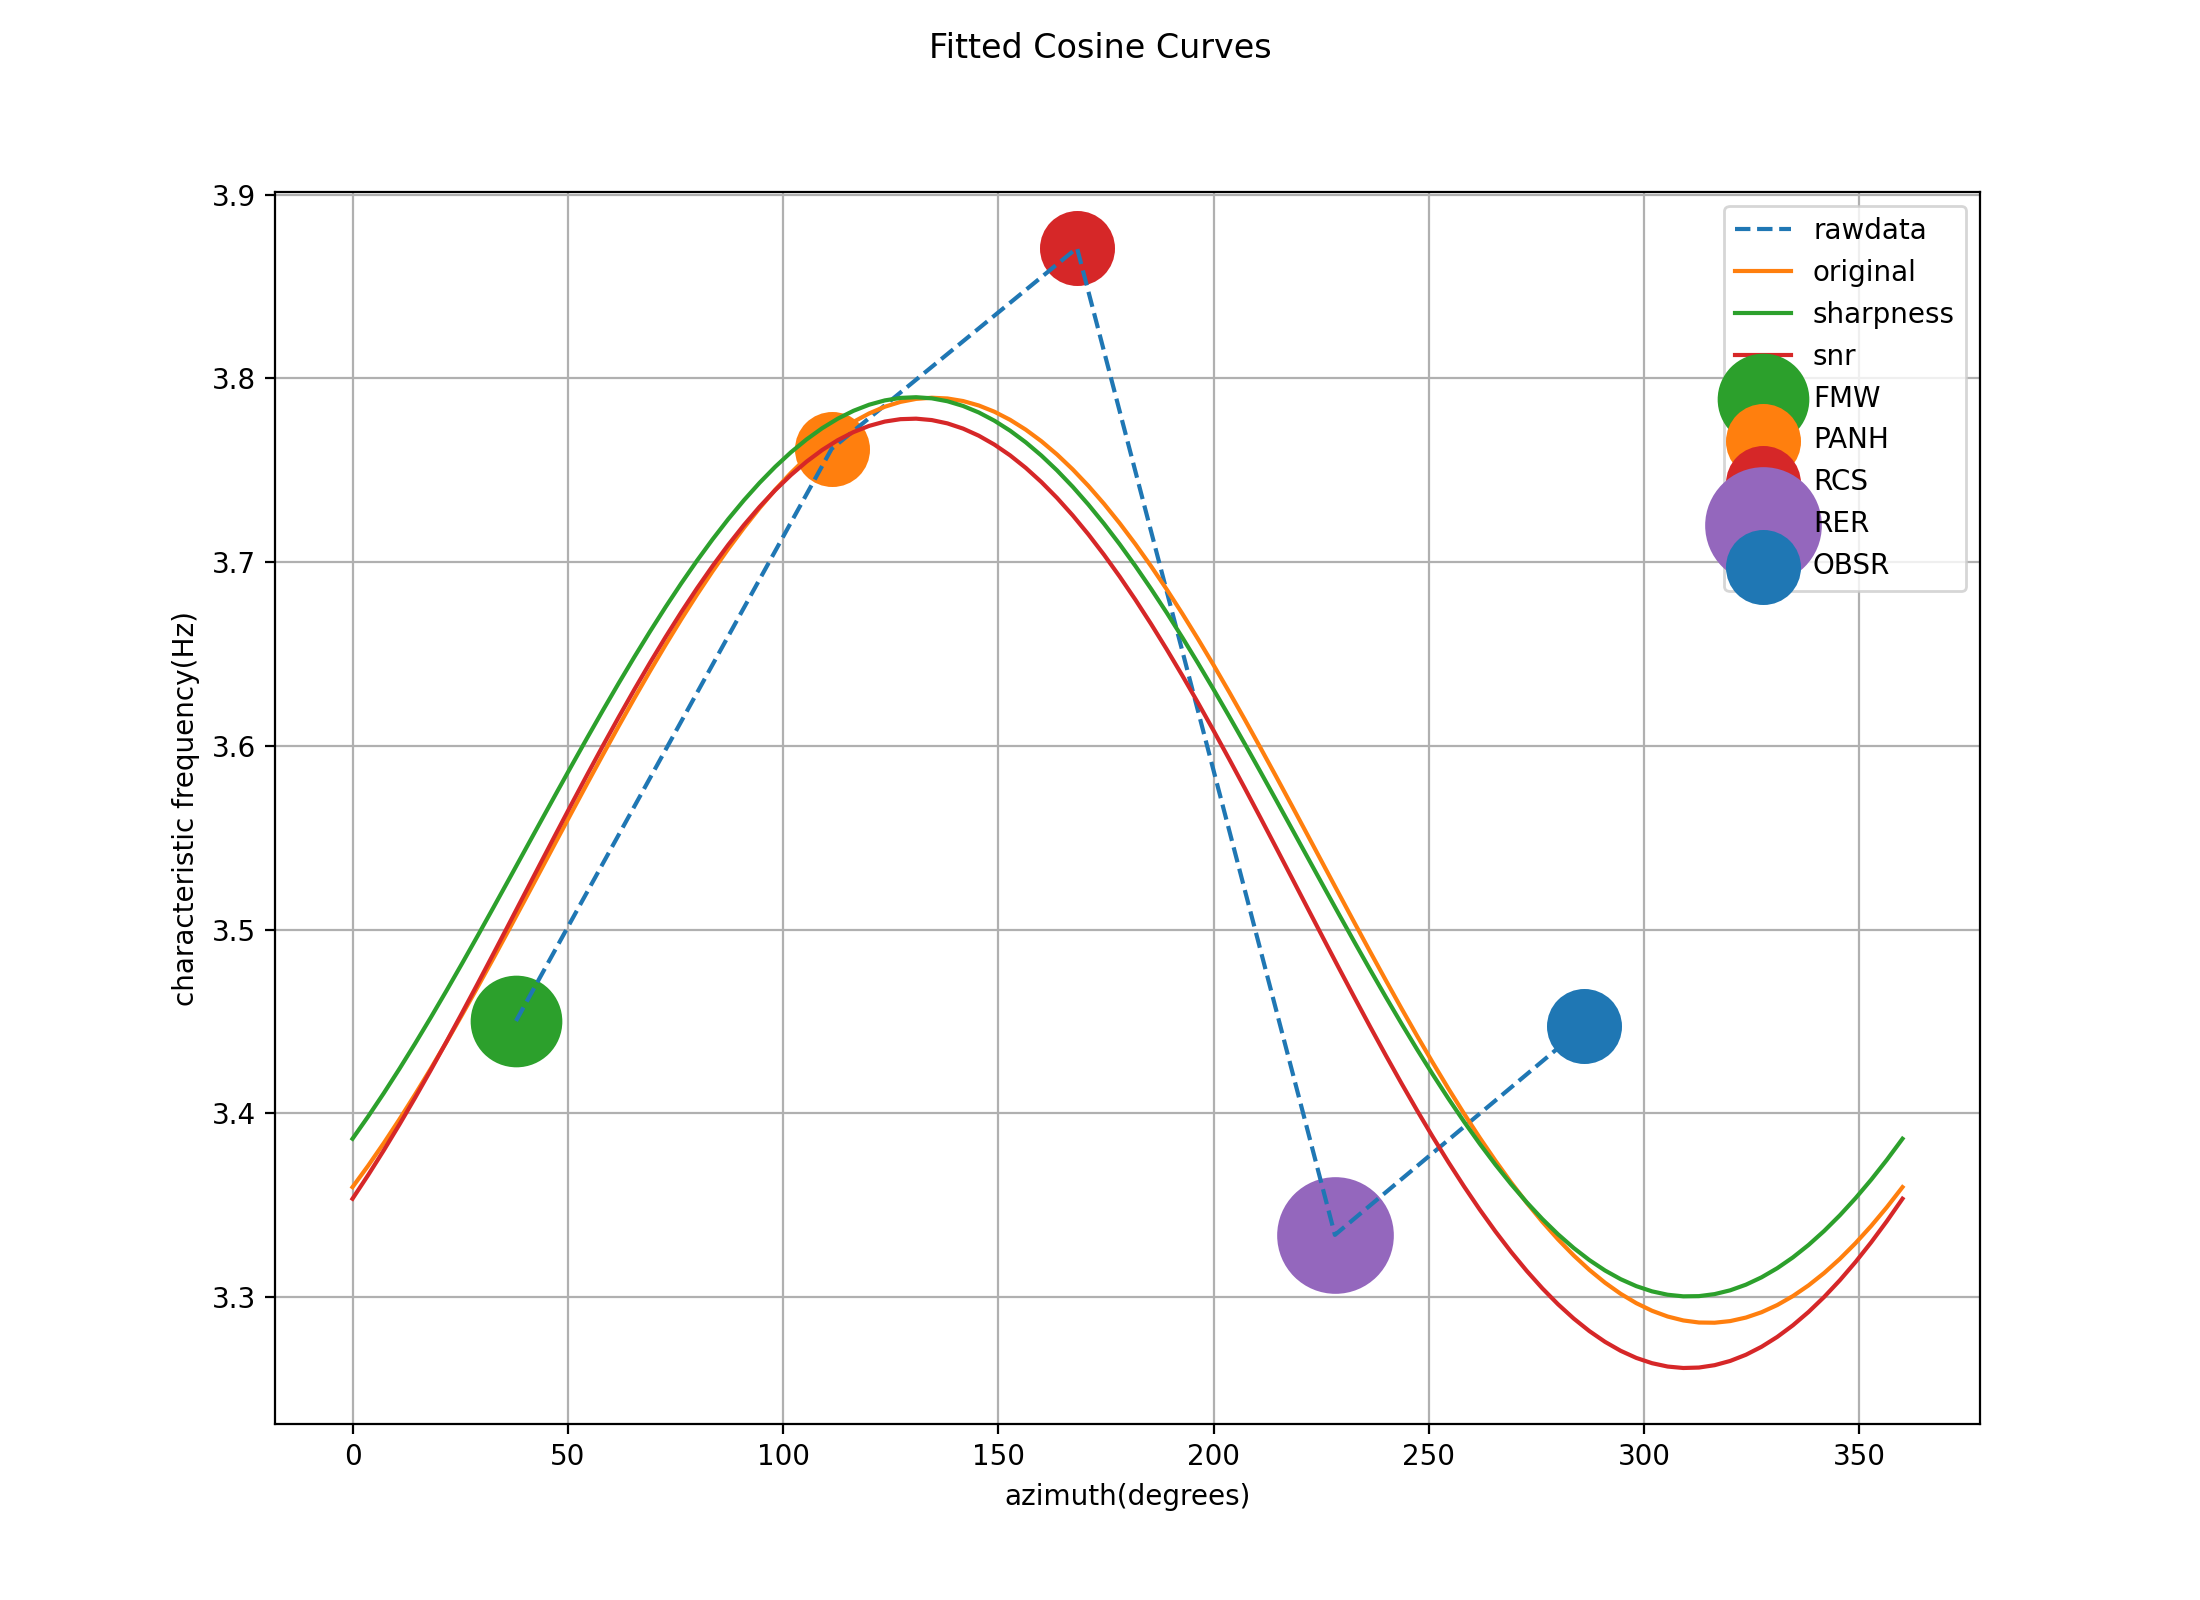 Fitted Cosine Curves
3.9
3.8
3.7
3.6
3.5
3.4
3.3
characteristic frequency(Hz)
rawdata
original
sharpness
snr
FMW
PANH
RCS
RER
OBSR
0 50 100 150 200 250 300 350
azimuth(degrees)